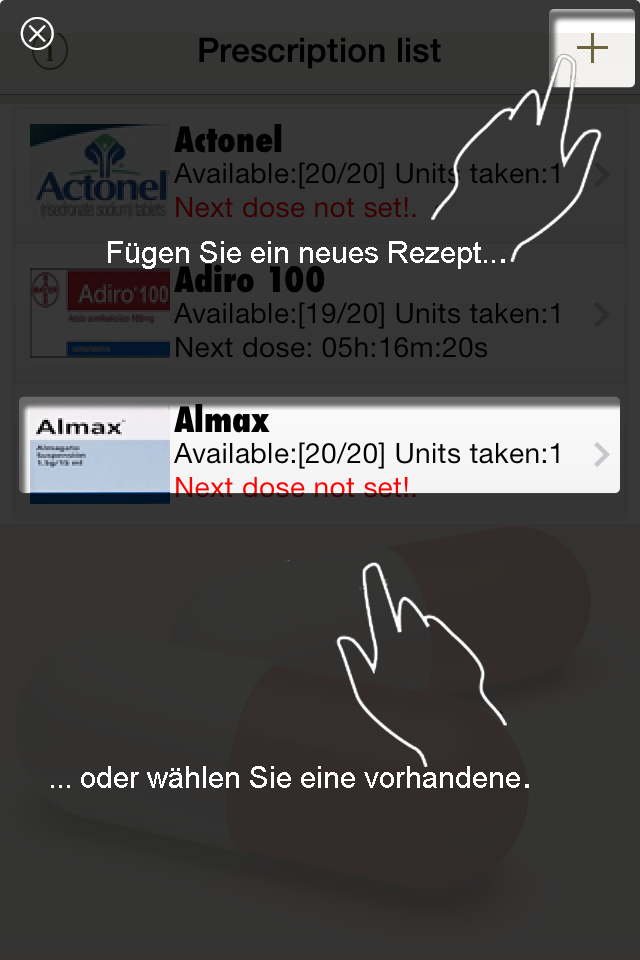 Prescription list
Actonel
Actonel
(risedronate sodium) tablets
Available:[20/20] Units taken:1
Next dose not set!.
Fügen Sie ein neues Rezept...
Adiro 100
Adiro 100
Available:[19/20] Units taken:1
Next dose: 05h:16m:20s
Almax
Almax
Almagato
Suspensión
Available:[20/20] Units taken:1
Next dose not set!.
... oder wählen Sie eine vorhandene.